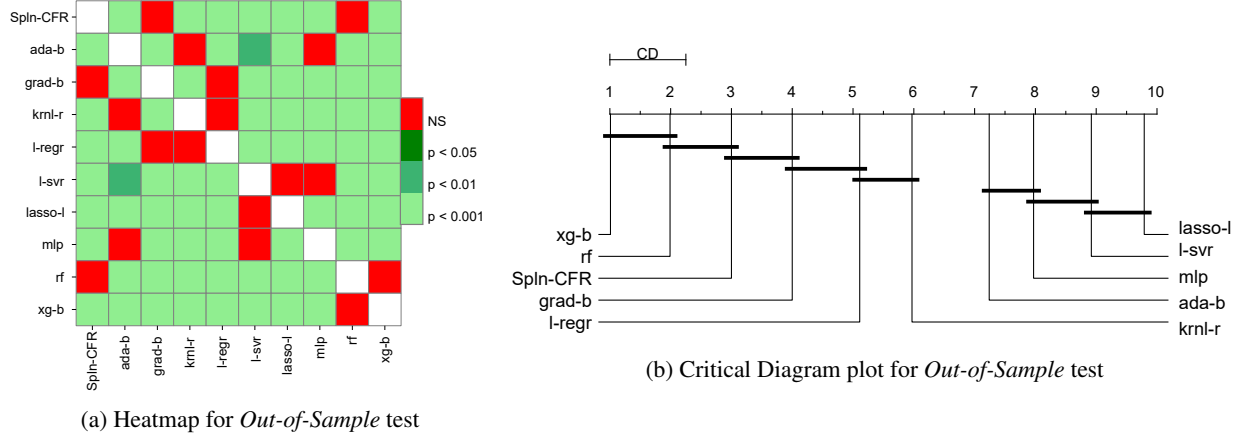 Spln-CFR
ada-b
grad-b
krnl-r
l-regr
l-svr
lasso-l
mlp
rf
xg-b
Spln-CFR
ada-b
grad-b
krnl-r
l-regr
l-svr
lasso-l
mlp
rf
xg-b
NS
p < 0.05
p < 0.01
p < 0.001
(a) Heatmap for Out-of-Sample test
CD
1 2 3 4 5 6 7 8 9 10
xg-b
rf
Spln-CFR
grad-b
l-regr
lasso-l
l-svr
mlp
ada-b
krnl-r
(b) Critical Diagram plot for Out-of-Sample test